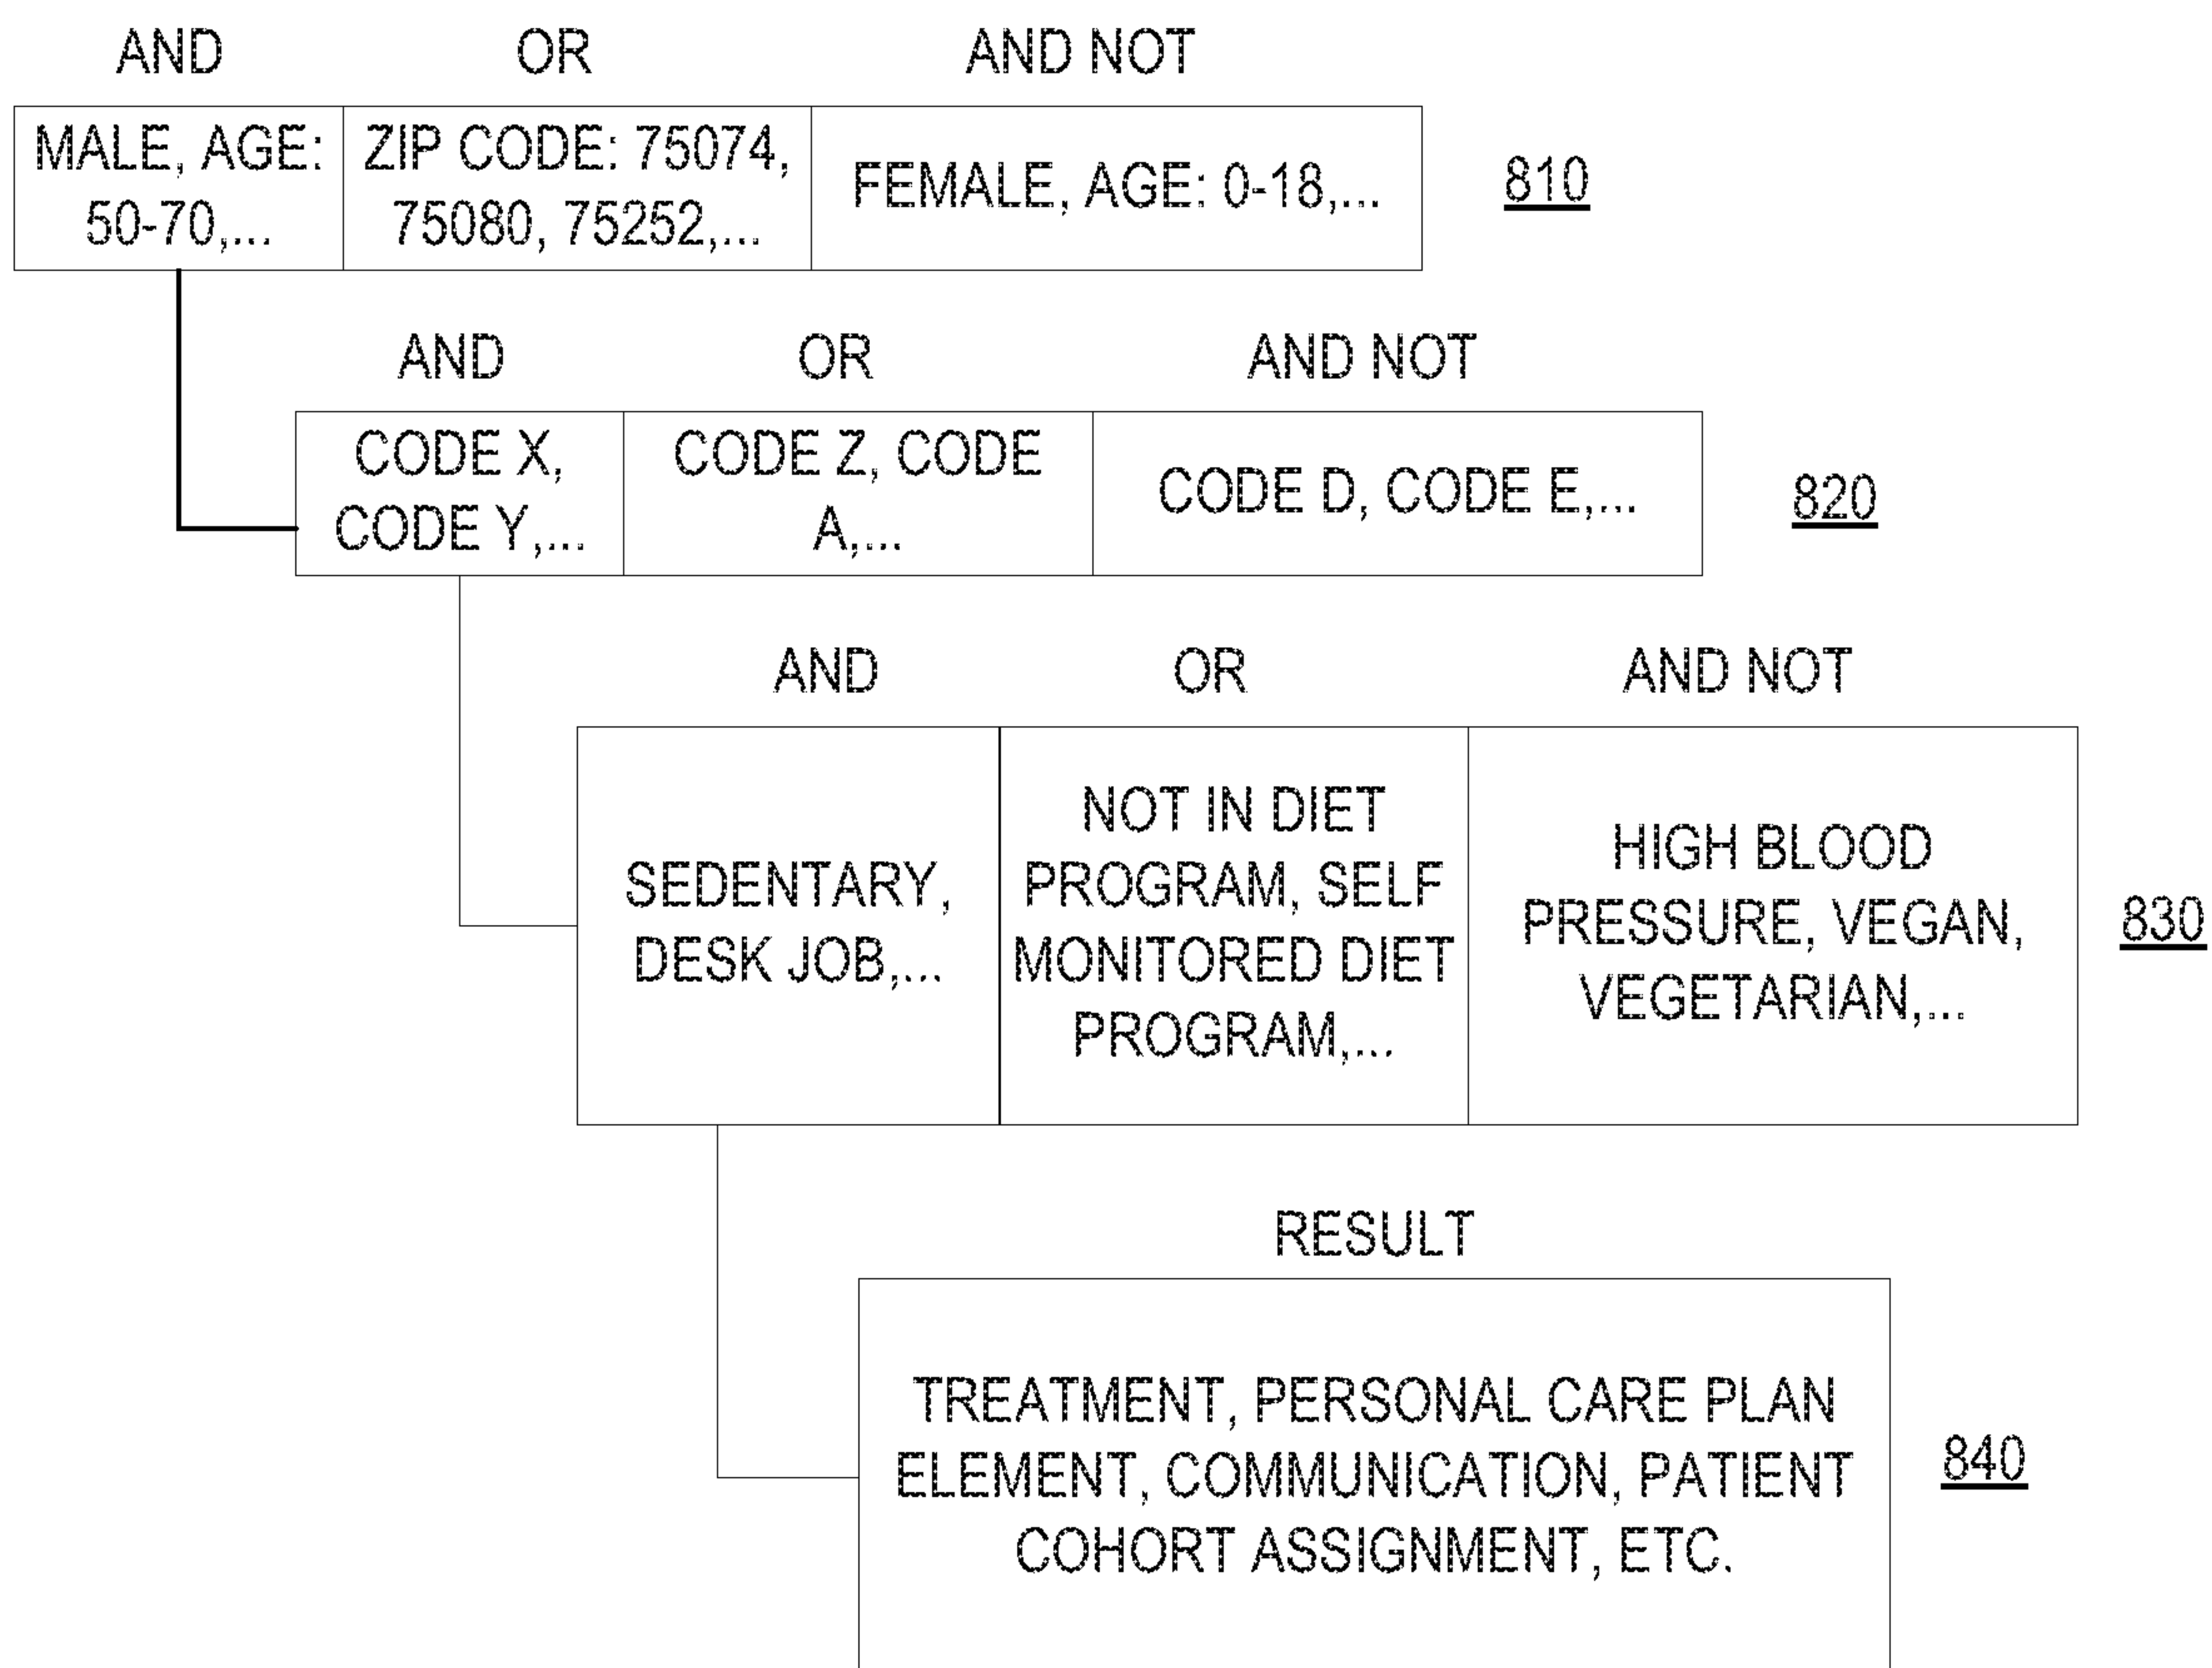 AND OR AND NOT
MALE, AGE:
50-70,...
ZIP CODE: 75074,
75080, 75252,...
FEMALE, AGE: 0-18,...
810
AND OR AND NOT
CODE X,
CODE Y,...
CODE Z, CODE
A,...
CODE D, CODE E,...
820
AND OR AND NOT
SEDENTARY,
DESK JOB,...
NOT IN DIET
PROGRAM, SELF
MONITORED DIET
PROGRAM,...
HIGH BLOOD
PRESSURE, VEGAN,
VEGETARIAN,...
830
RESULT
TREATMENT, PERSONAL CARE PLAN
ELEMENT, COMMUNICATION, PATIENT
COHORT ASSIGNMENT, ETC.
840